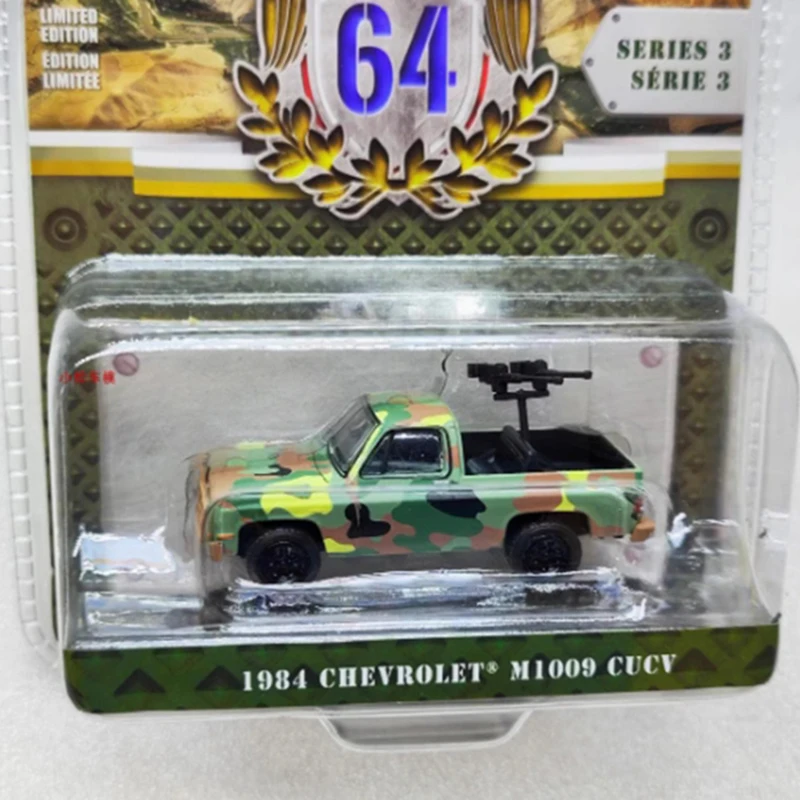 LIMITED
EDITION
ÉDITION
LIMITÉE
64
SERIES 3
SÉRIE 3
1984 CHEVROLET® M1009 CUCV